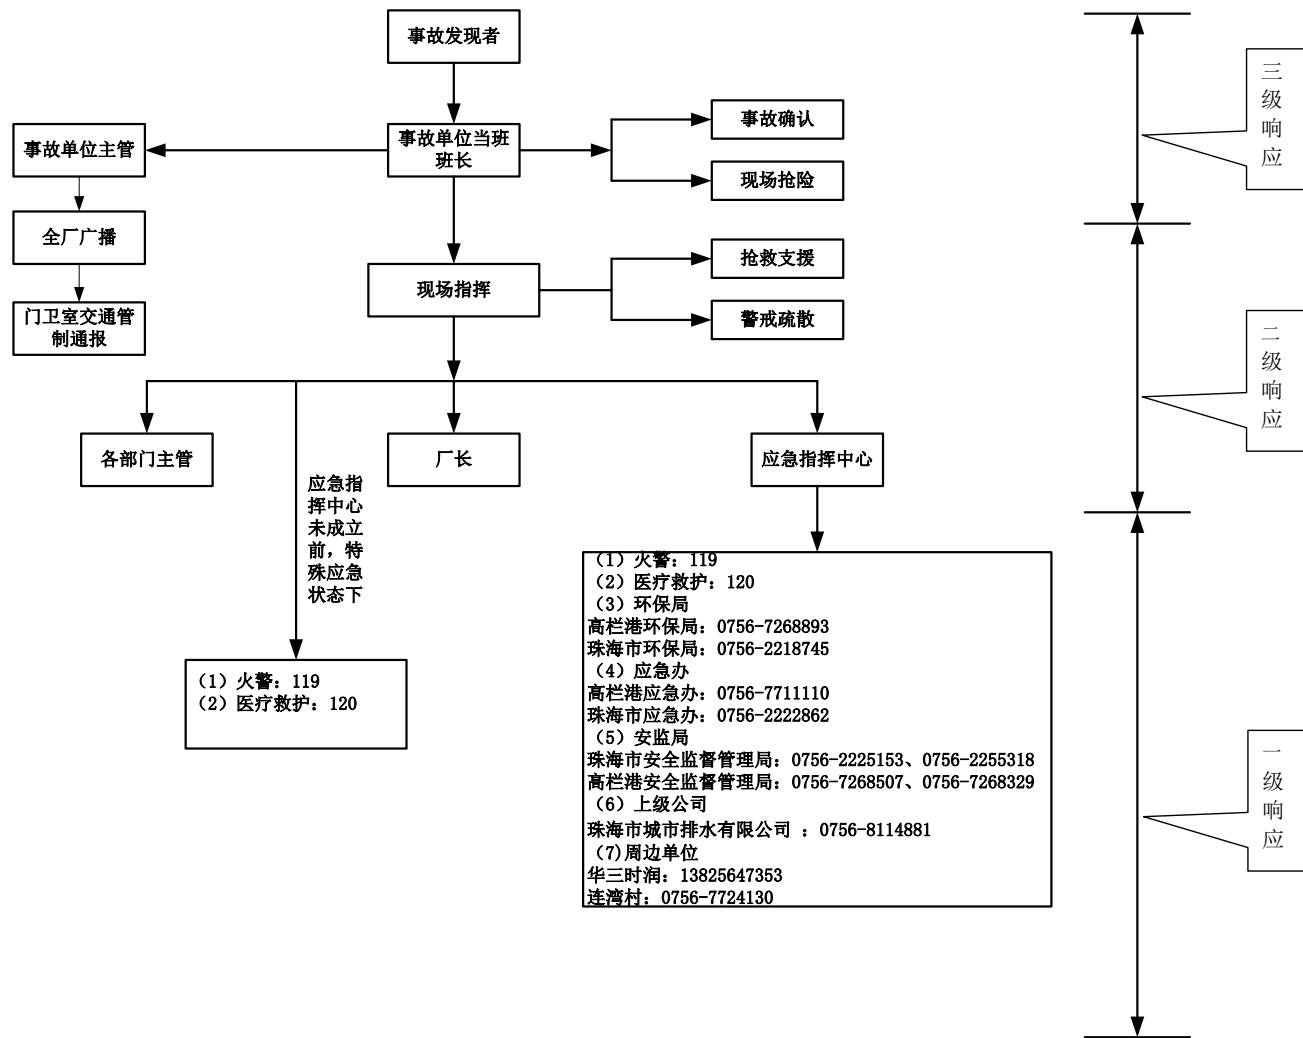 事故发现者
事故单位主管
事故单位当班
班长
事故确认
现场抢险
三
级
响
应
全厂广播
现场指挥
抢救支援
警戒疏散
门卫室交通管
制通报
二
级
响
应
各部门主管
厂长
应急指挥中心
应急指
挥中心
未成立
前，特
殊应急
状态下
（1）火警：119
（2）医疗救护：120
（1）火警：119
（2）医疗救护：120
（3）环保局
高栏港环保局：0756-7268893
珠海市环保局：0756-2218745
（4）应急办
高栏港应急办：0756-7711110
珠海市应急办：0756-2222862
（5）安监局
珠海市安全监督管理局：0756-2225153、0756-2255318
高栏港安全监督管理局：0756-7268507、0756-7268329
（6）上级公司
珠海市城市排水有限公司 ：0756-8114881
（7)周边单位
华三时润：13825647353
连湾村：0756-7724130
一
级
响
应